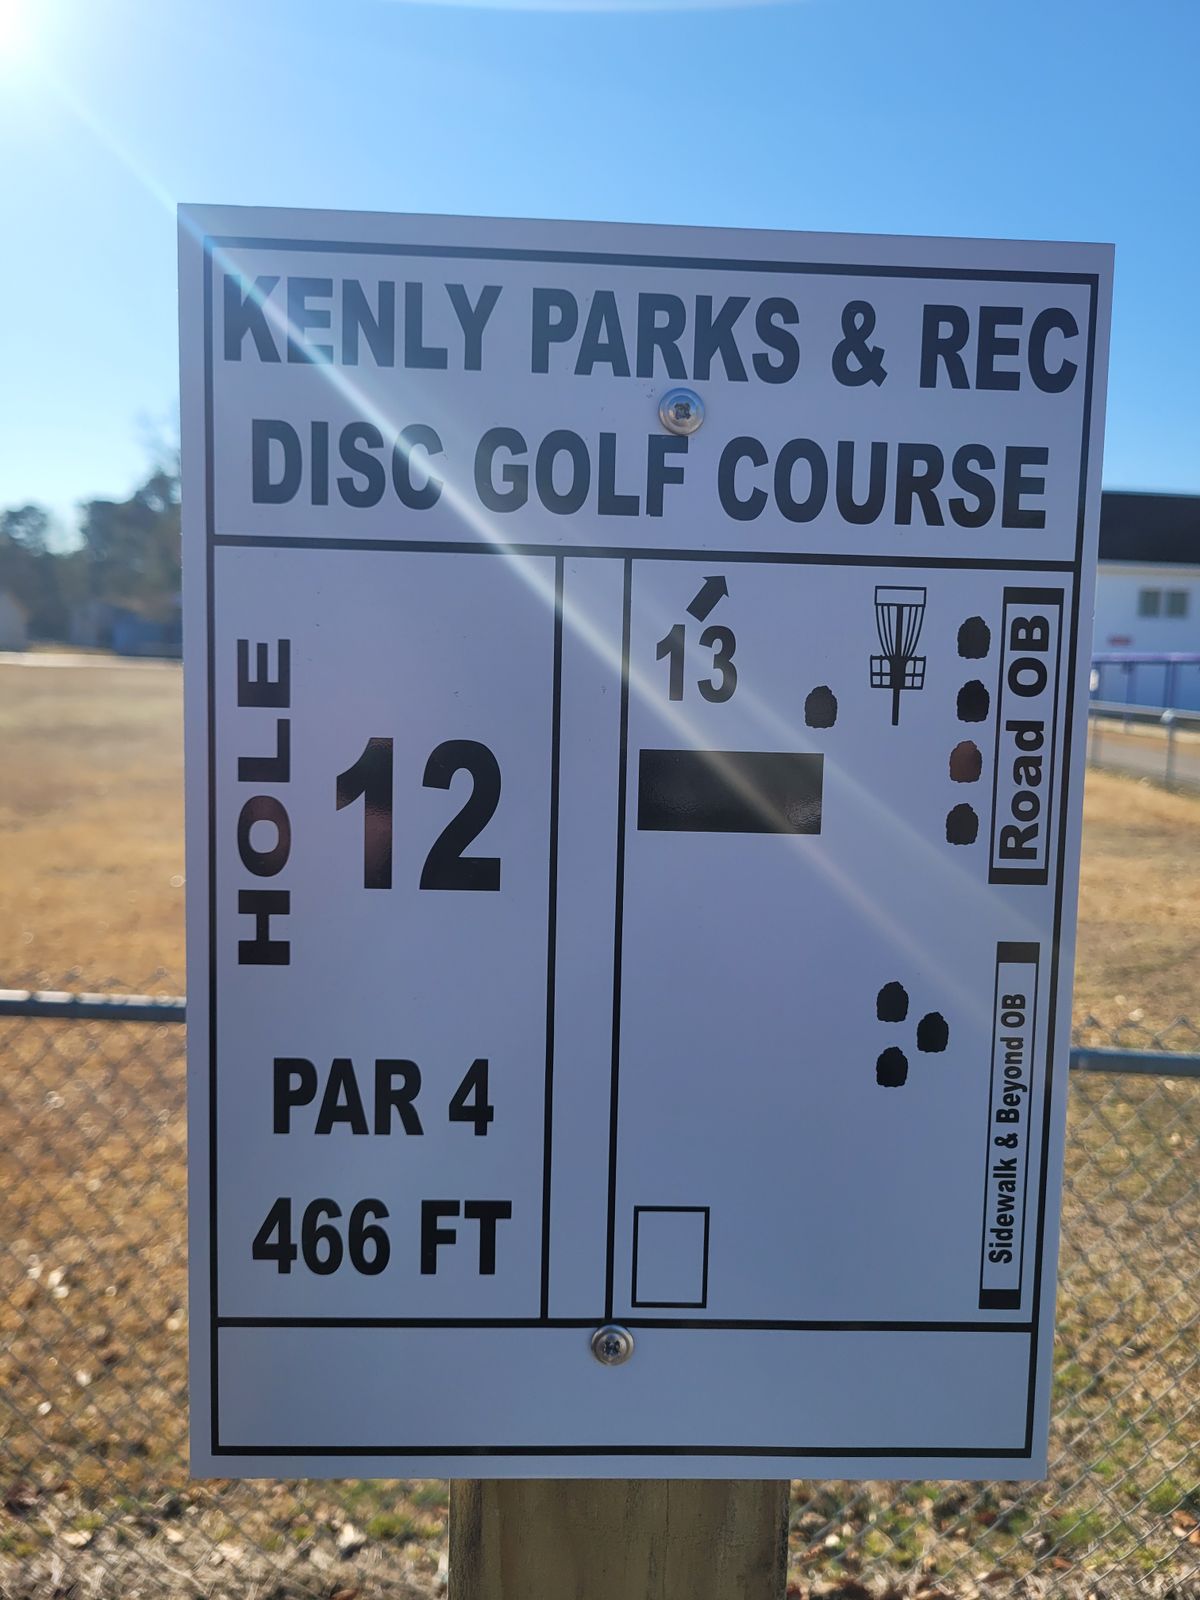 KENLY PARKS & REC
DISC GOLF COURSE
HOLE
12
PAR 4
466 FT
13
Road OB
Sidewalk & Beyond OB